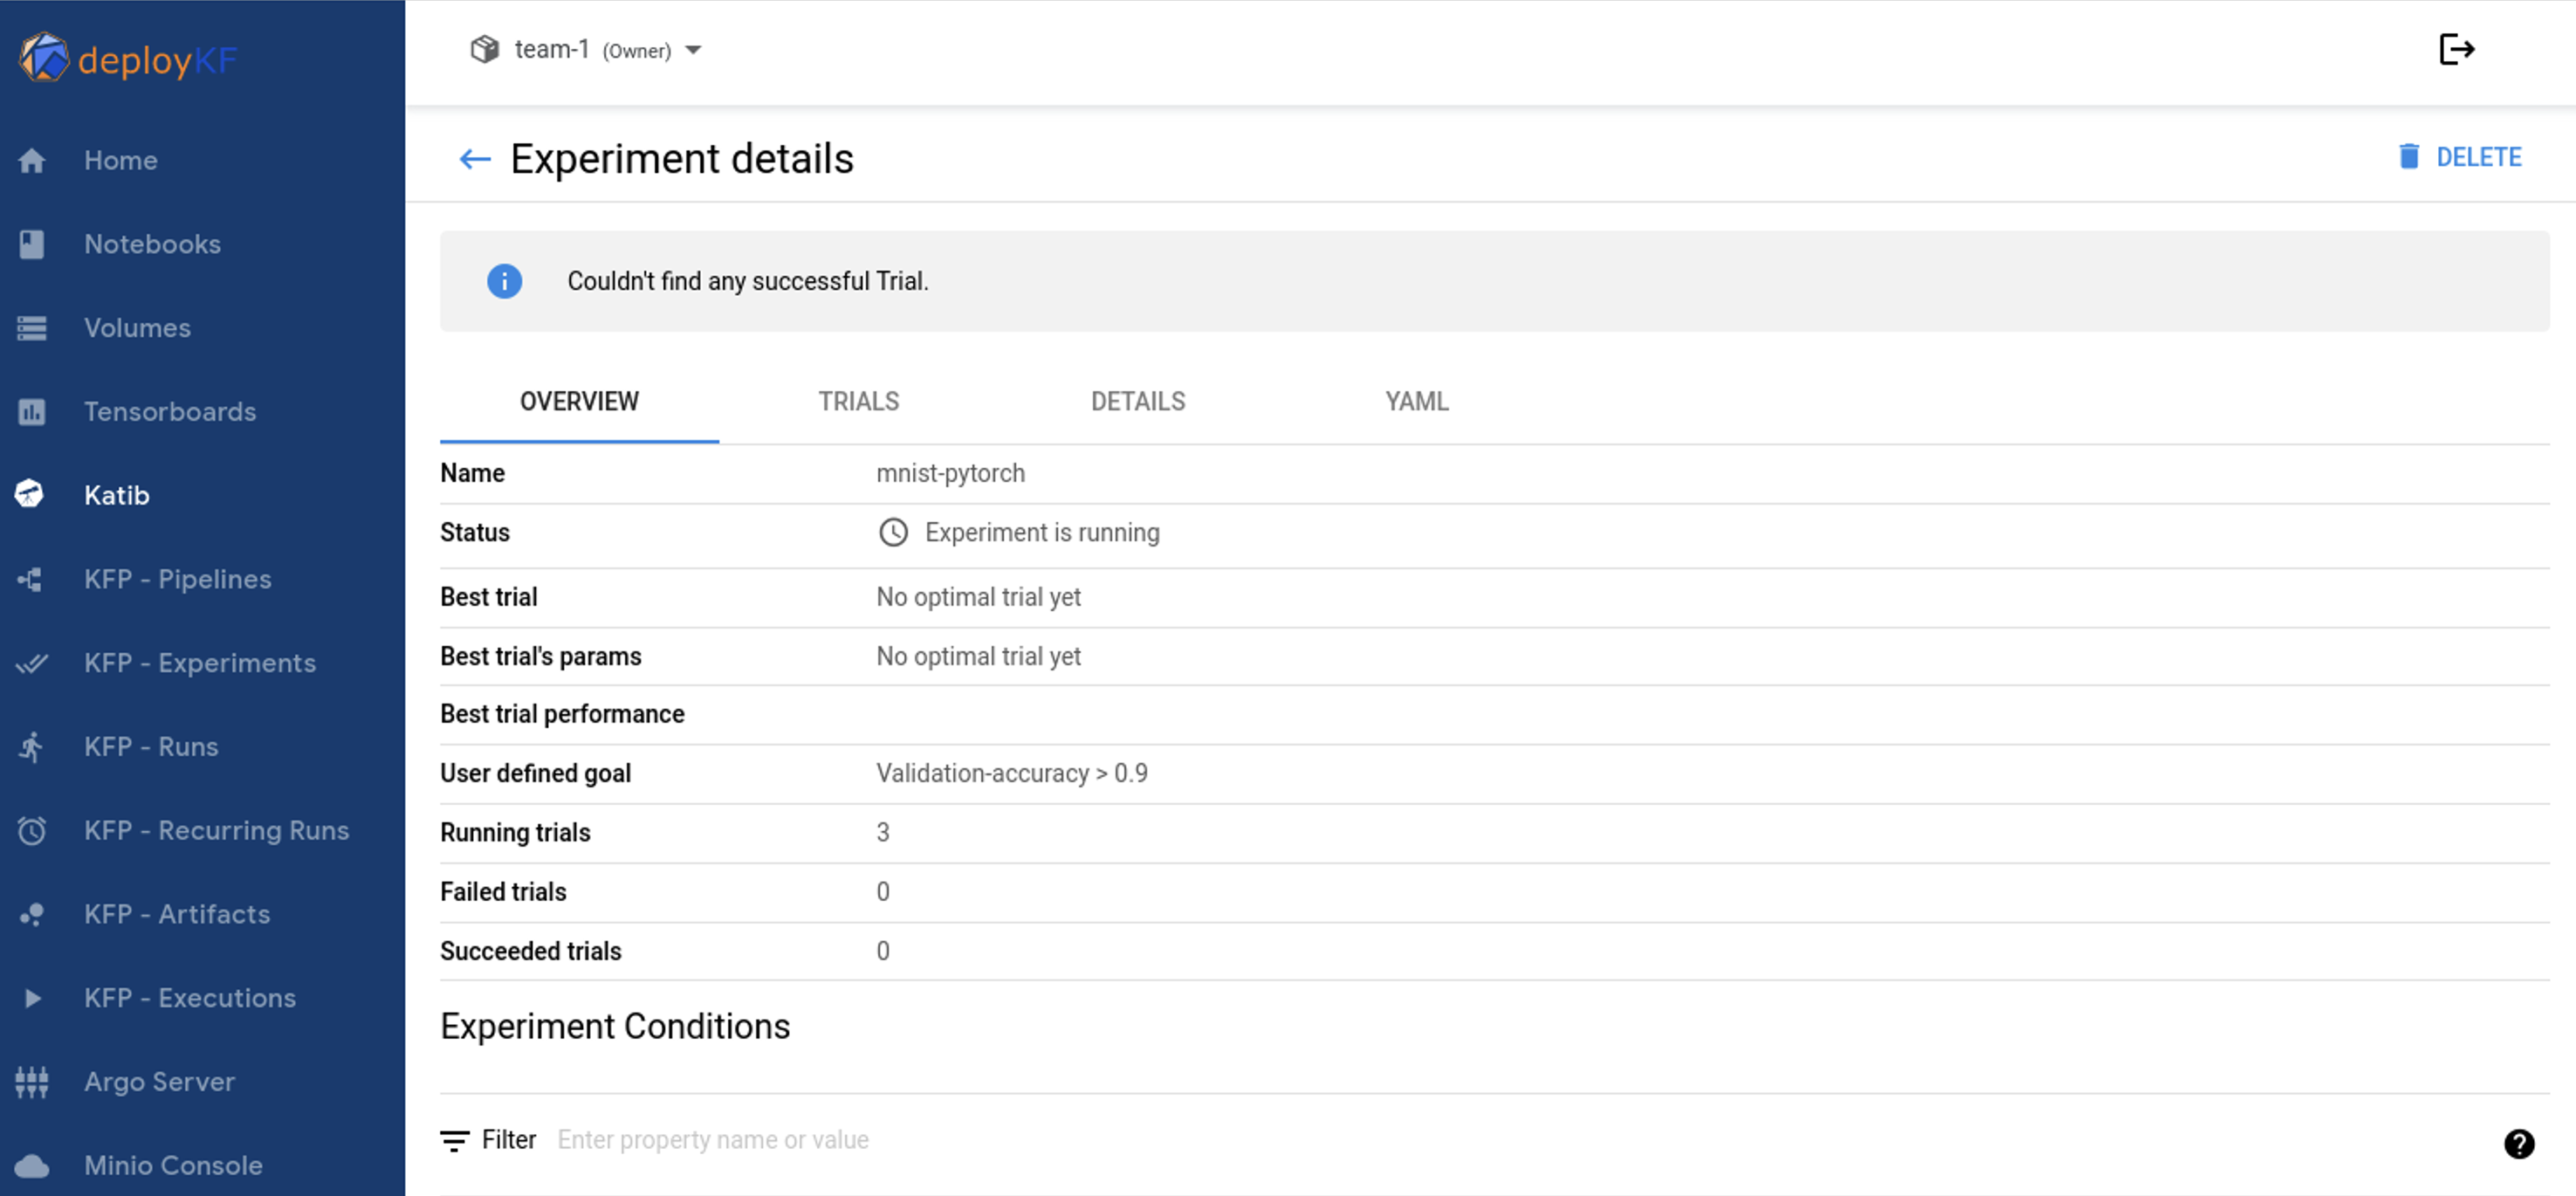 deployKF
team-1 (Owner)
Home
Notebooks
Volumes
Tensorboards
Katib
KFP - Pipelines
KFP - Experiments
KFP - Runs
KFP - Recurring Runs
KFP - Artifacts
KFP - Executions
Argo Server
Minio Console
Experiment details
DELETE
Couldn't find any successful Trial.
OVERVIEW TRIALS DETAILS YAML
Name mnist-pytorch
Status Experiment is running
Best trial No optimal trial yet
Best trial's params No optimal trial yet
Best trial performance
User defined goal Validation-accuracy > 0.9
Running trials 3
Failed trials 0
Succeeded trials 0
Experiment Conditions
Filter Enter property name or value